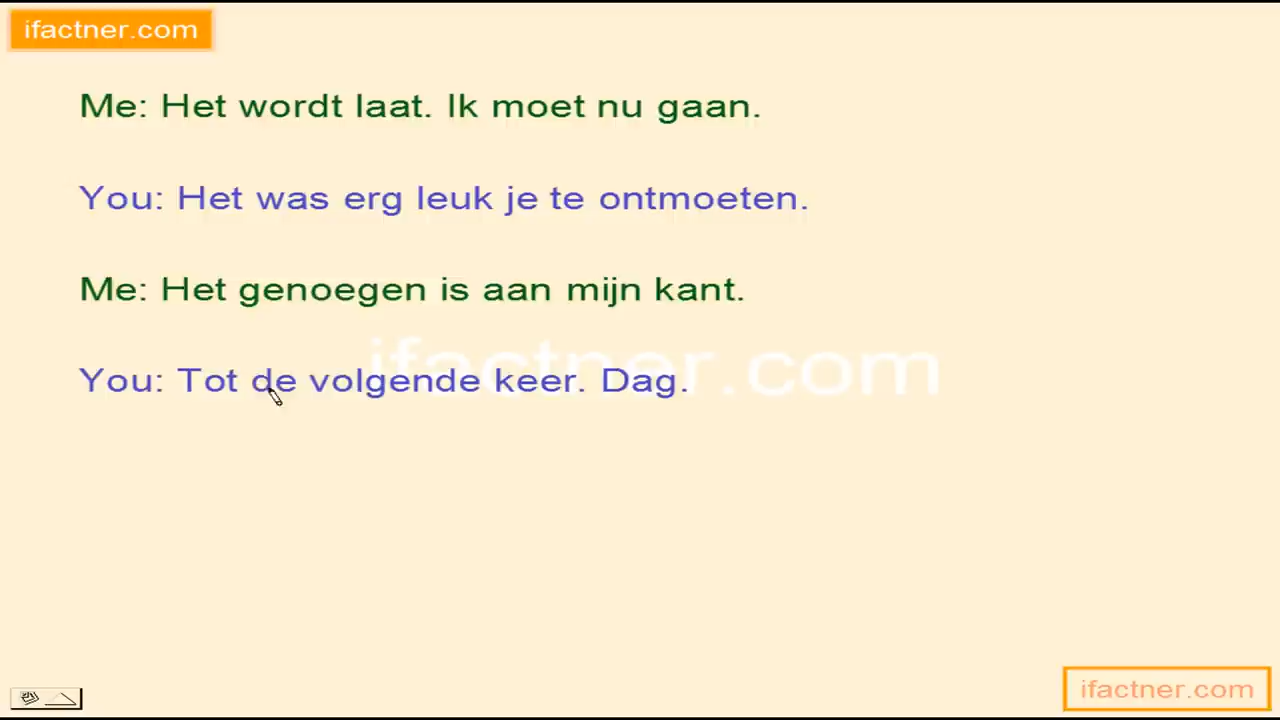 ifactner.com
Me: Het wordt laat. Ik moet nu gaan.
You: Het was erg leuk je te ontmoeten.
Me: Het genoegen is aan mijn kant.
ifactner.com
You: Tot de volgende keer. Dag.
ifactner.com